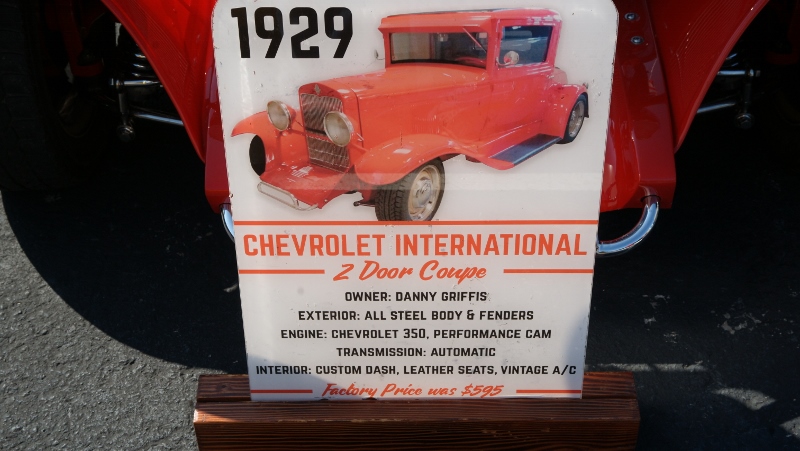 1929
CHEVROLET INTERNATIONAL
2 Door Coupe
OWNER: DANNY GRIFFIS
EXTERIOR: ALL STEEL BODY & FENDERS
ENGINE: CHEVROLET 350, PERFORMANCE CAM
TRANSMISSION: AUTOMATIC
INTERIOR: CUSTOM DASH, LEATHER SEATS, VINTAGE A/C
Factory Price was $595